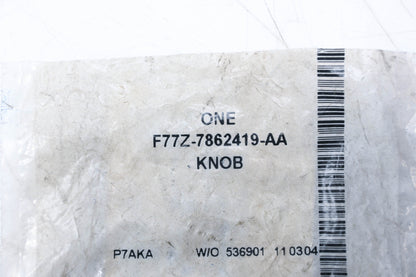 ONE
F77Z-7862419-AA
KNOB
P7AKA W/O 536901 110304